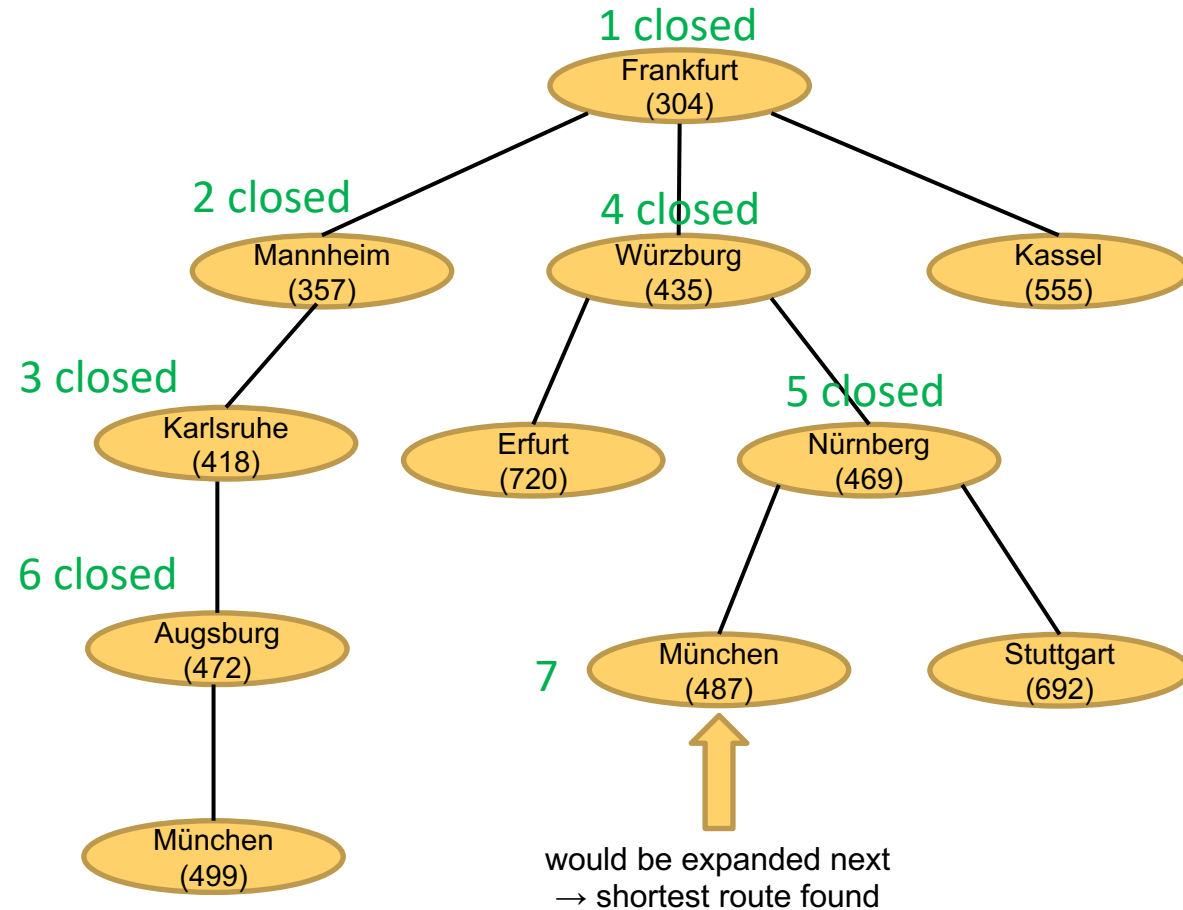 1 closed
Frankfurt
(304)
2 closed
4 closed
Mannheim
(357)
Würzburg
(435)
Kassel
(555)
3 closed
5 closed
Karlsruhe
(418)
Erfurt
(720)
Nürnberg
(469)
6 closed
Augsburg
(472)
7
München
(487)
Stuttgart
(692)
München
(499)
would be expanded next
→ shortest route found